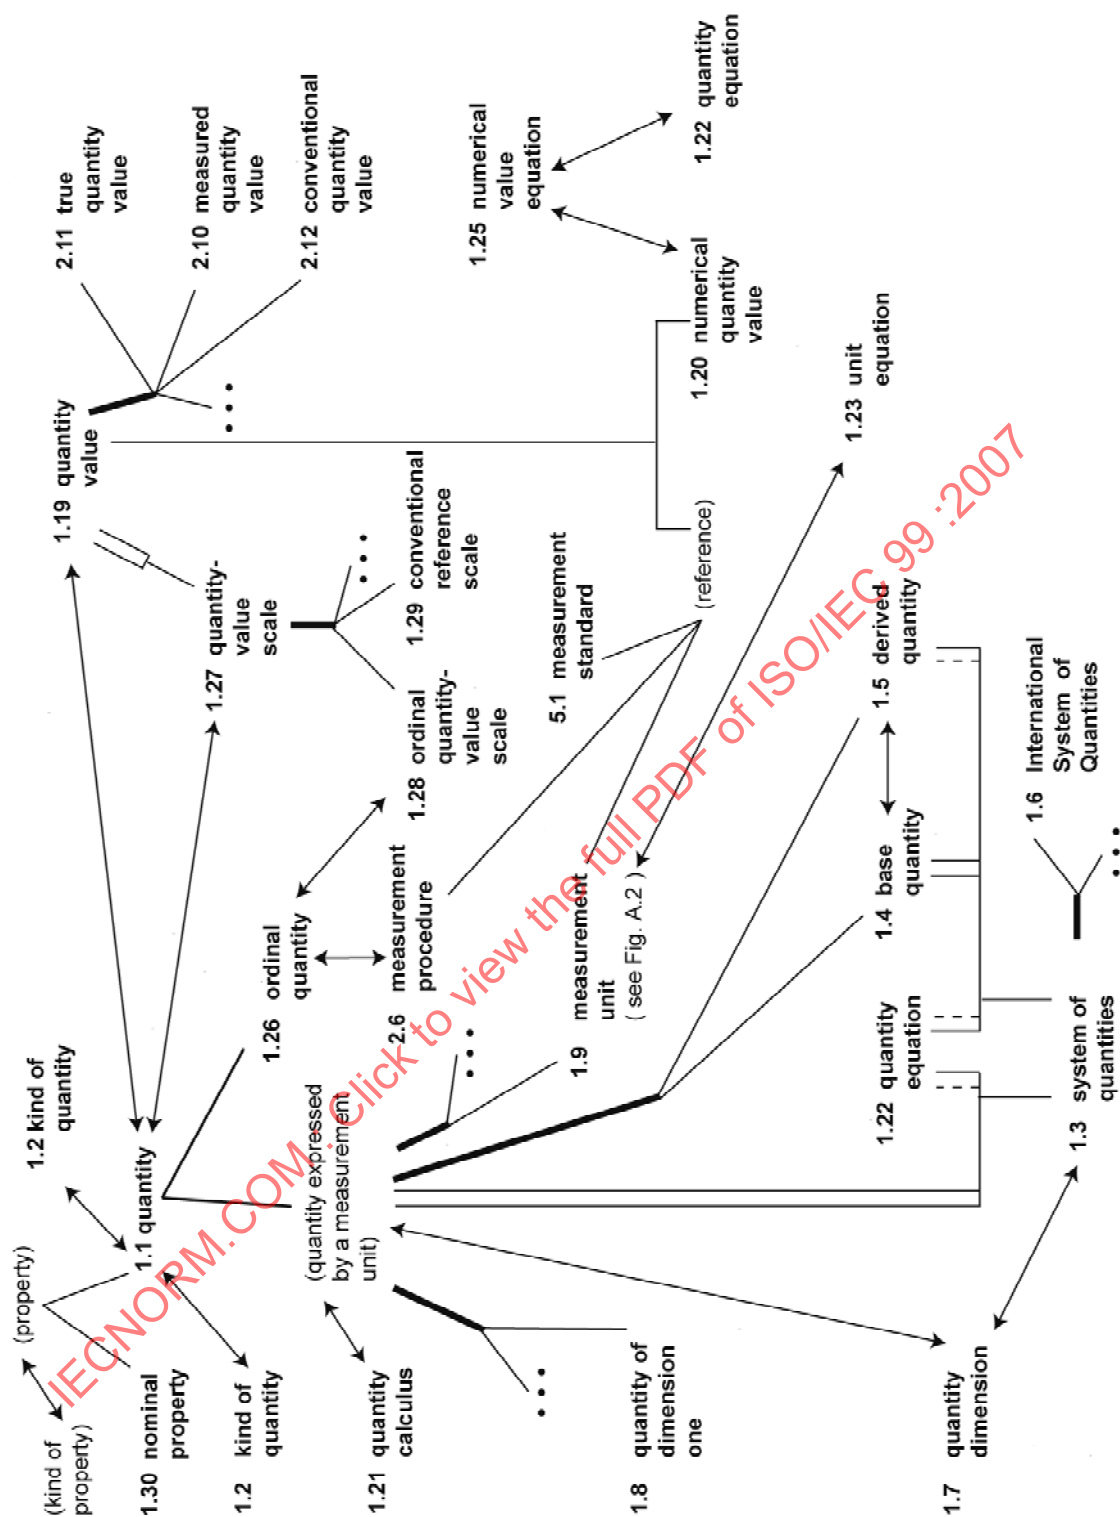 (kind of
property)
(property)
1.2 kind of
quantity
1.30 nominal
property
1.1 quantity
1.19 quantity
value
2.11 true
quantity
value
2.10 measured
quantity
value
2.12 conventional
quantity
value
1.2 kind of
quantity
1.27 quantity-
value
scale
• • •
1.26 ordinal
quantity
(quantity expressed
by a measurement
unit)
1.21 quantity
calculus
2.6 measurement
procedure
1.28 ordinal
quantity-
value
scale
1.29 conventional
reference
scale
• • •
1.25 numerical
value
equation
• • •
• • •
5.1 measurement
standard
1.9 measurement
unit
( see Fig. A.2 )
(reference)
1.20 numerical
quantity
value
1.22 quantity
equation
1.8 quantity of
dimension
one
1.23 unit
equation
1.22 quantity
equation
1.4 base
quantity
1.5 derived
quantity
1.7 quantity
dimension
1.3 system of
quantities
1.6 International
System of
Quantities
• • •
IECNORM.COM : Click to view the full PDF of ISO/IEC 99 :2007